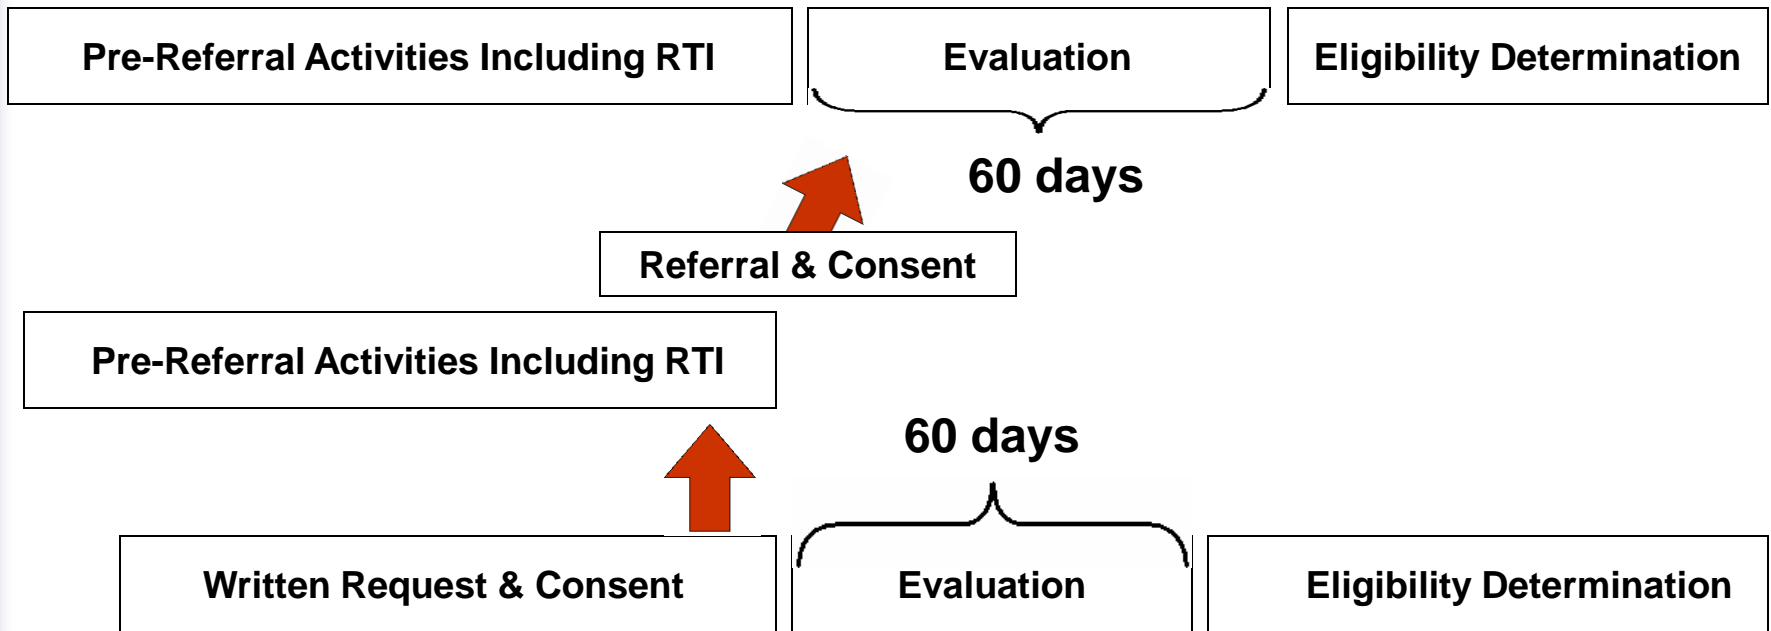 Pre-Referral Activities Including RTI
Evaluation
Eligibility Determination
60 days
Referral & Consent
Pre-Referral Activities Including RTI
60 days
Written Request & Consent
Evaluation
Eligibility Determination